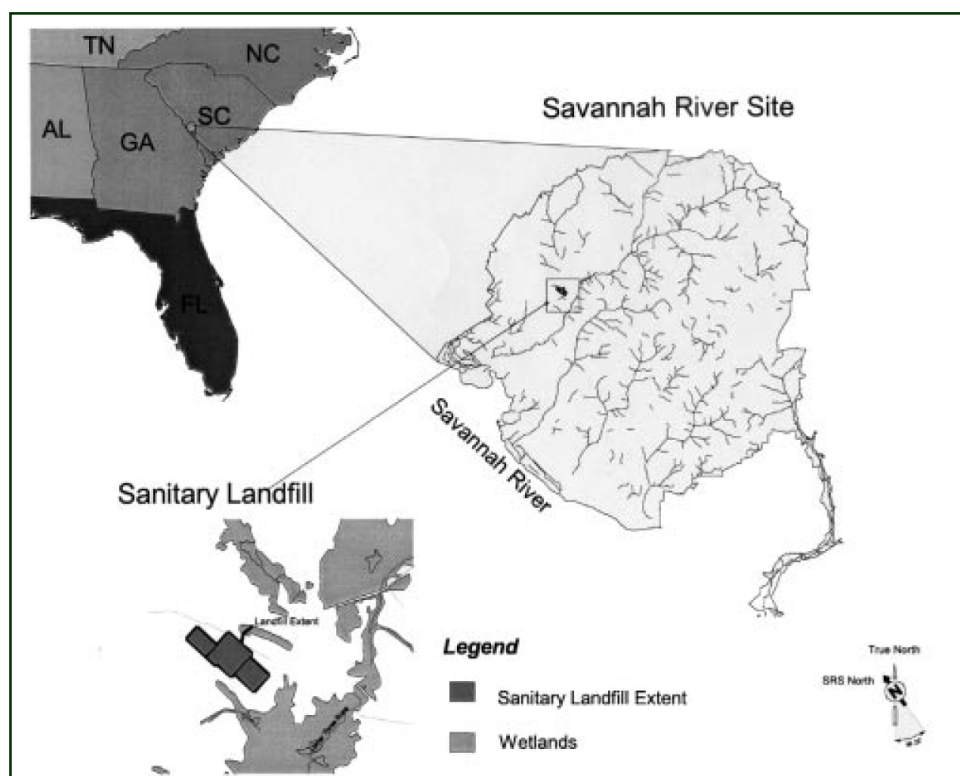 TN
NC
SC
AL
GA
FL
Savannah River Site
Savannah River
Sanitary Landfill
Landfill Extent
Legend
Sanitary Landfill Extent
Wetlands
True North
SRS North
N